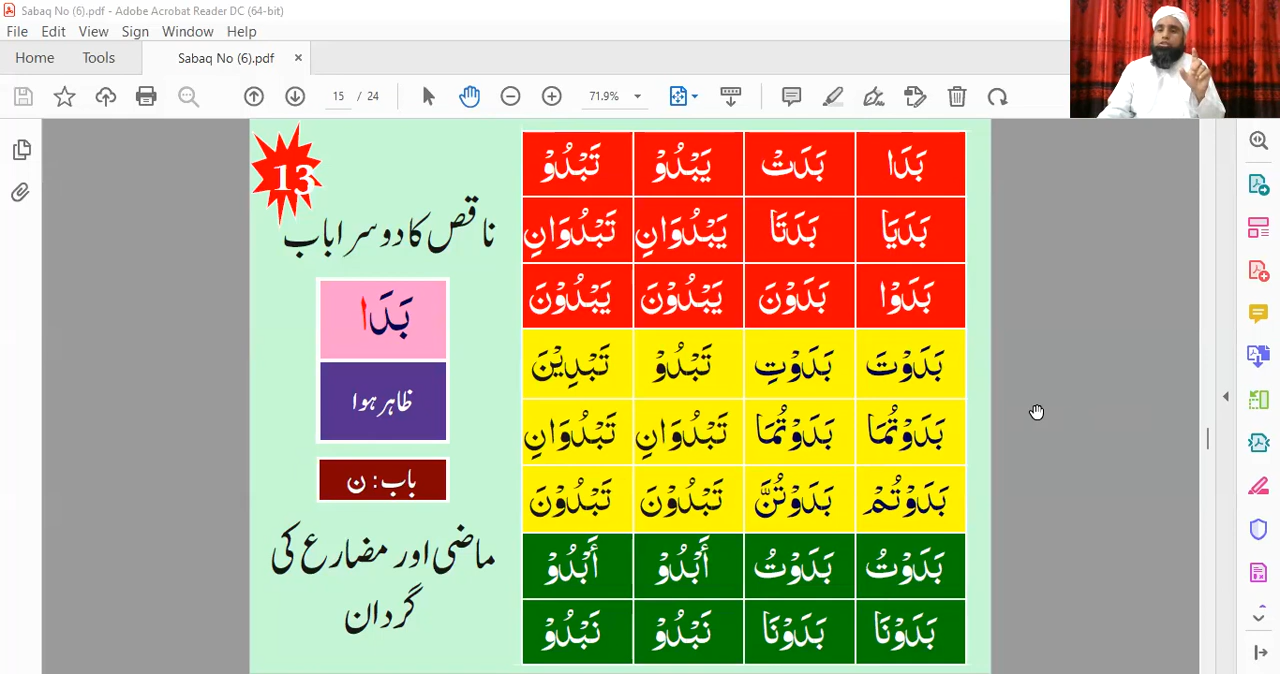 Sabaq No (6).pdf - Adobe Acrobat Reader DC (64-bit)
File Edit View Sign Window Help
Home Tools Sabaq No (6).pdf ×
15 / 24 71.9%
13
ناقص کا دوسرا باب
بَدَا
ظاہر ہوا
باب: ن
ماضی اور مضارع کی
گردان
بَدَا بَدَتْ يَبْدُوْ تَبْدُوْ
بَدَيَا بَدَتَا يَبْدُوَانِ تَبْدُوَانِ
بَدَوْا بَدَوْنَ يَبْدُوْنَ يَبْدُوْنَ
بَدَوْتَ بَدَوْتِ تَبْدُوْ تَبْدِيْنَ
بَدَوْتُمَا بَدَوْتُمَا تَبْدُوَانِ تَبْدُوَانِ
بَدَوْتُمْ بَدَوْتُنَّ تَبْدُوْنَ تَبْدُوْنَ
بَدَوْتُ بَدَوْتُ أَبْدُوْ أَبْدُوْ
بَدَوْنَا بَدَوْنَا نَبْدُوْ نَبْدُوْ